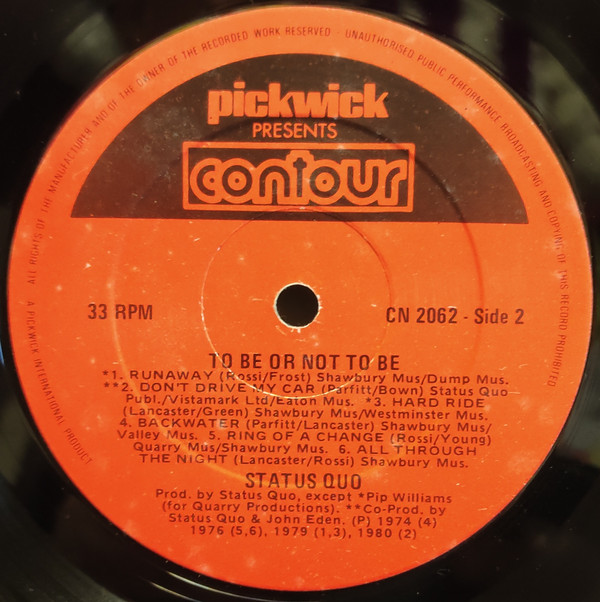 ALL RIGHTS OF THE MANUFACTURER AND OF THE OWNER OF THE RECORDED WORK RESERVED - UNAUTHORISED PUBLIC PERFORMANCE BROADCASTING AND COPYING OF THIS RECORD PROHIBITED
pickwick
PRESENTS
contour
33 RPM
CN 2062 - Side 2
TO BE OR NOT TO BE
*1. RUNAWAY (Rossi/Frost) Shawbury Mus/Dump Mus.
**2. DON'T DRIVE MY CAR (Parfitt/Bown) Status Quo
Publ./Vistamark Ltd/Eaton Mus. *3. HARD RIDE
(Lancaster/Green) Shawbury Mus/Westminster Mus.
4. BACKWATER (Parfitt/Lancaster) Shawbury Mus/
Valley Mus. 5. RING OF A CHANGE (Rossi/Young)
Quarry Mus/Shawbury Mus. 6. ALL THROUGH
THE NIGHT (Lancaster/Rossi) Shawbury Mus.
STATUS QUO
Prod. by Status Quo, except *Pip Williams
(for Quarry Productions). **Co-Prod. by
Status Quo & John Eden. (P) 1974 (4)
1976 (5,6), 1979 (1,3), 1980 (2)
A PICKWICK INTERNATIONAL PRODUCT